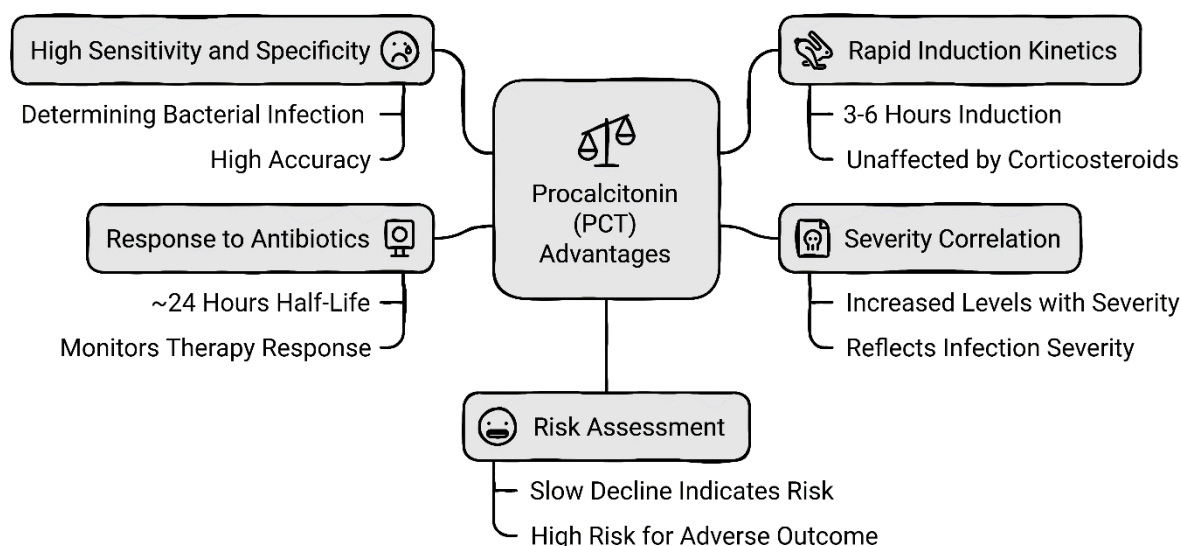 High Sensitivity and Specificity
Determining Bacterial Infection
High Accuracy
Response to Antibiotics
~24 Hours Half-Life
Monitors Therapy Response
Procalcitonin
(PCT)
Advantages
Rapid Induction Kinetics
3-6 Hours Induction
Unaffected by Corticosteroids
Severity Correlation
Increased Levels with Severity
Reflects Infection Severity
Risk Assessment
Slow Decline Indicates Risk
High Risk for Adverse Outcome